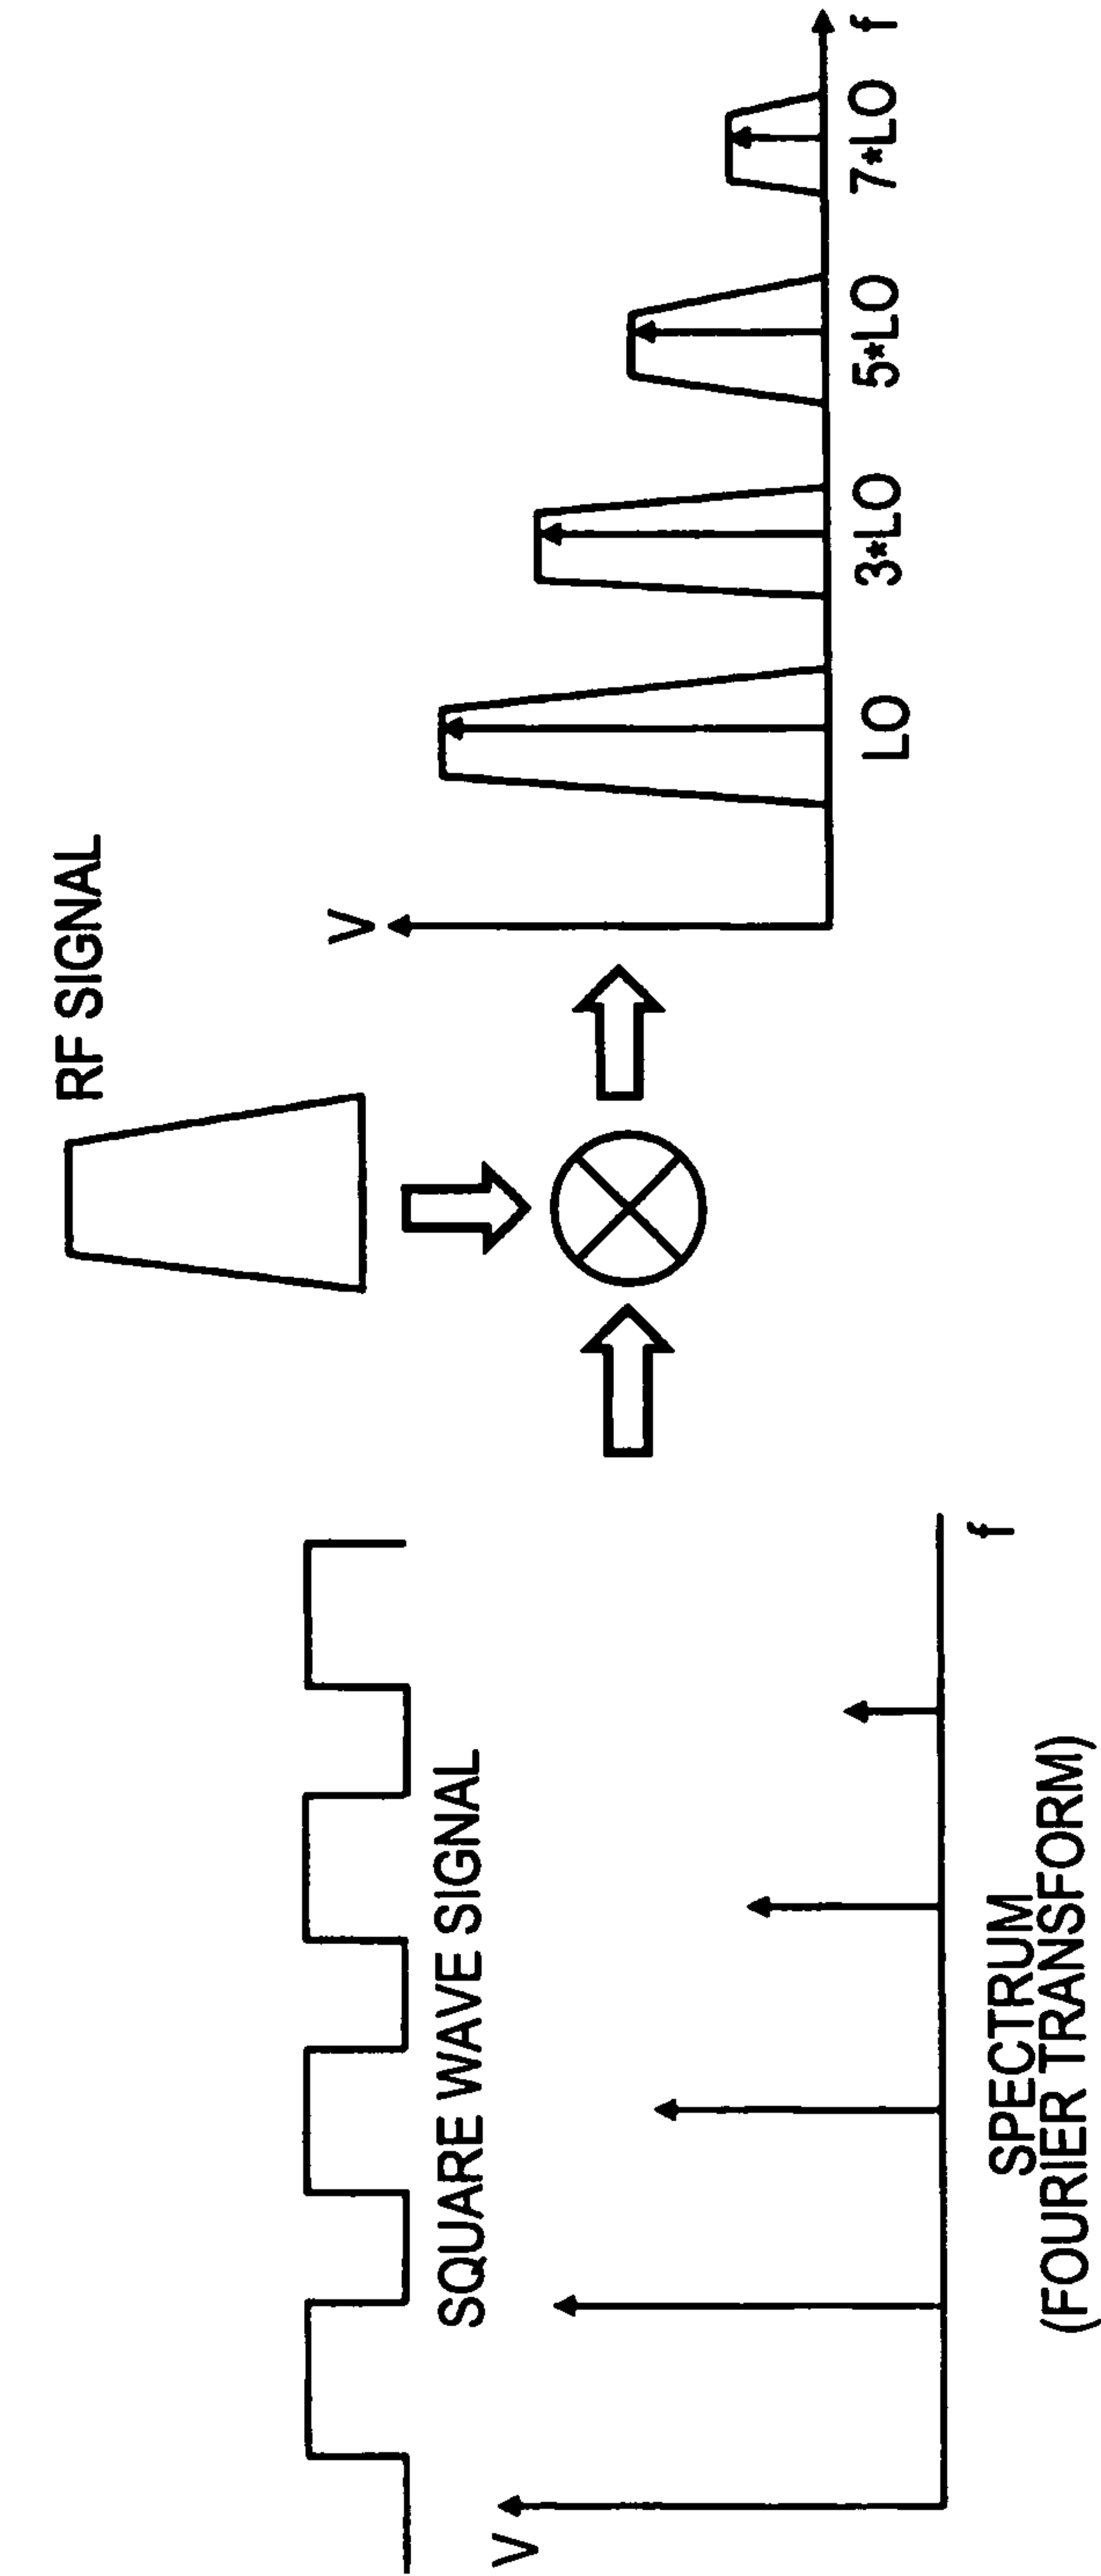 SQUARE WAVE SIGNAL
V
f
SPECTRUM
(FOURIER TRANSFORM)
RF SIGNAL
V
LO
3*LO
5*LO
7*LO
f